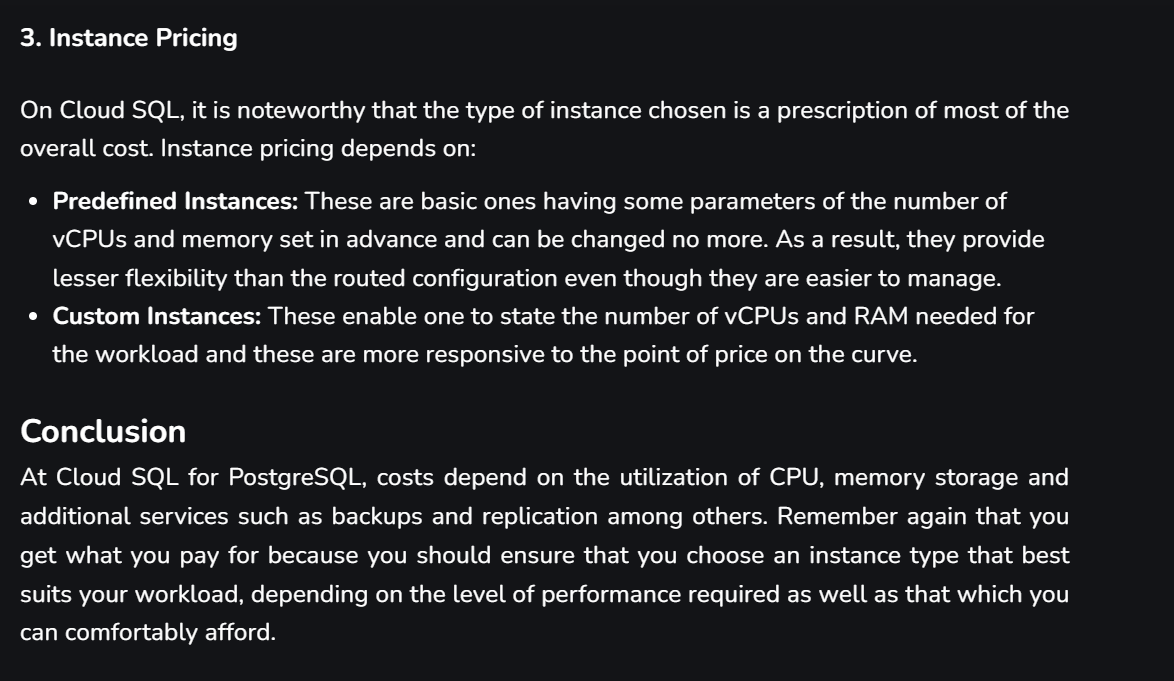 3. Instance Pricing
On Cloud SQL, it is noteworthy that the type of instance chosen is a prescription of most of the
overall cost. Instance pricing depends on:
• Predefined Instances: These are basic ones having some parameters of the number of
vCPUs and memory set in advance and can be changed no more. As a result, they provide
lesser flexibility than the routed configuration even though they are easier to manage.
• Custom Instances: These enable one to state the number of vCPUs and RAM needed for
the workload and these are more responsive to the point of price on the curve.
Conclusion
At Cloud SQL for PostgreSQL, costs depend on the utilization of CPU, memory storage and
additional services such as backups and replication among others. Remember again that you
get what you pay for because you should ensure that you choose an instance type that best
suits your workload, depending on the level of performance required as well as that which you
can comfortably afford.